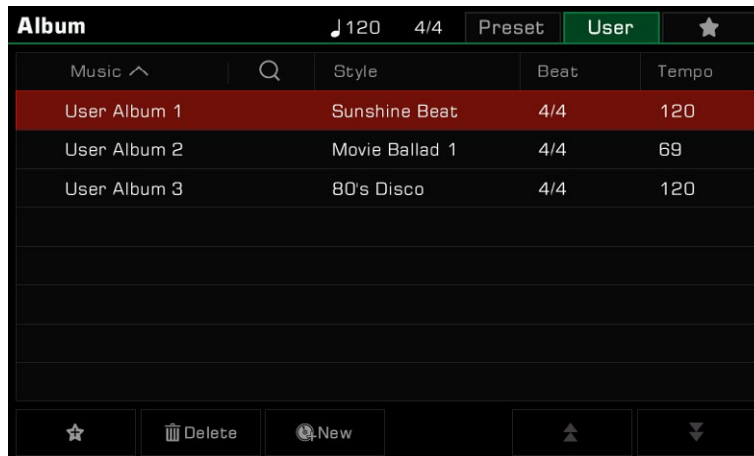 Album 120 4/4 Preset User
Music Style Beat Tempo
User Album 1 Sunshine Beat 4/4 120
User Album 2 Movie Ballad 1 4/4 69
User Album 3 80's Disco 4/4 120
Delete New